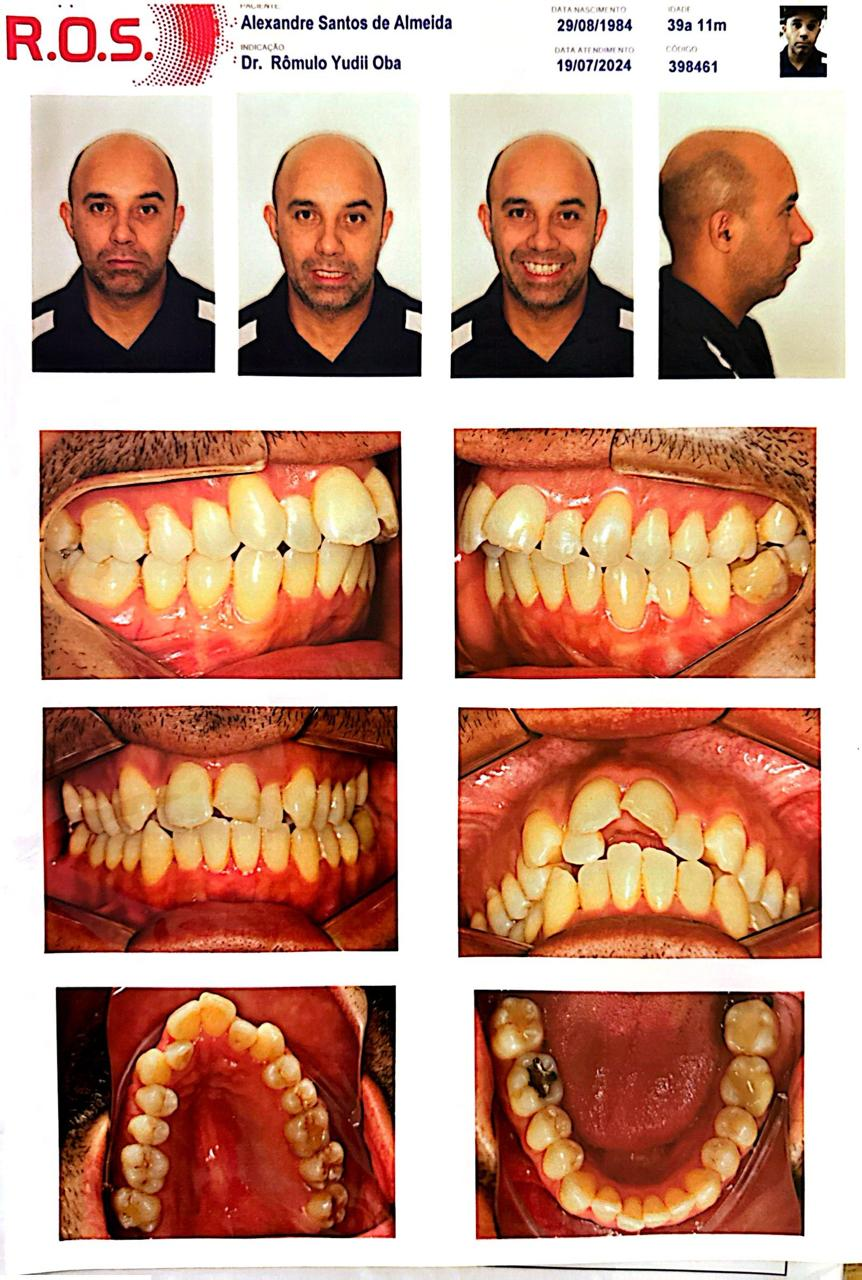 R.O.S.
PACIENTE
Alexandre Santos de Almeida
INDICAÇÃO
Dr. Rômulo Yudii Oba
DATA NASCIMENTO
29/08/1984
DATA ATENDIMENTO
19/07/2024
IDADE
39a 11m
CÓDIGO
398461